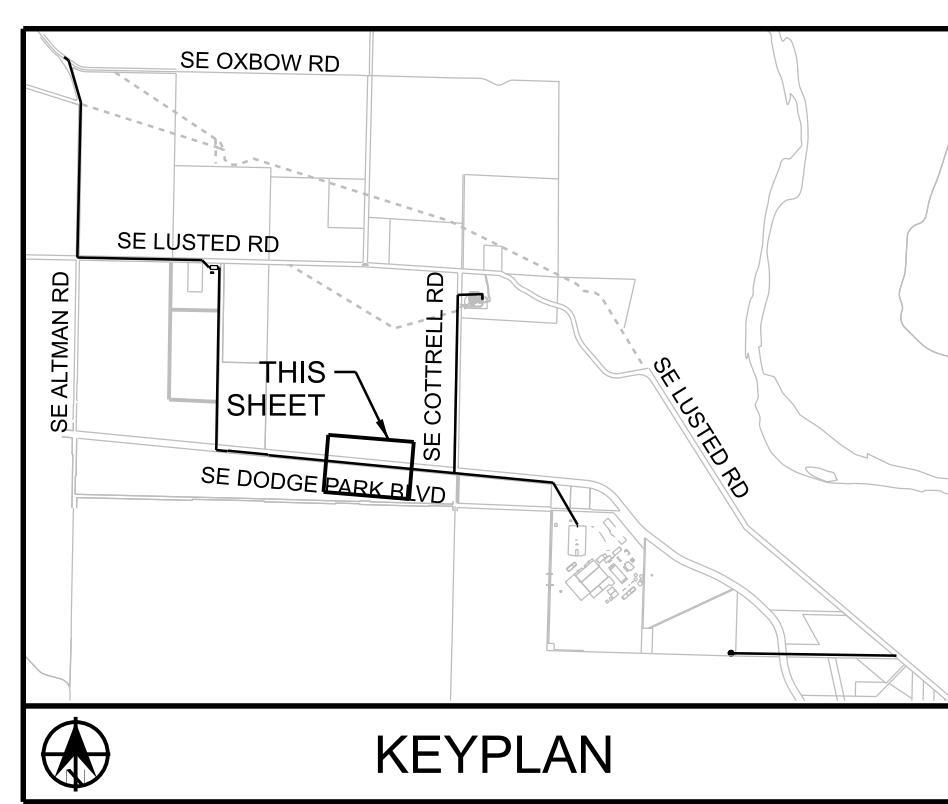 SE OXBOW RD
SE LUSTED RD
SE ALTMAN RD
SE COTTRELL RD
THIS
SHEET
SE LUSTED RD
SE DODGE PARK BLVD
N
KEYPLAN